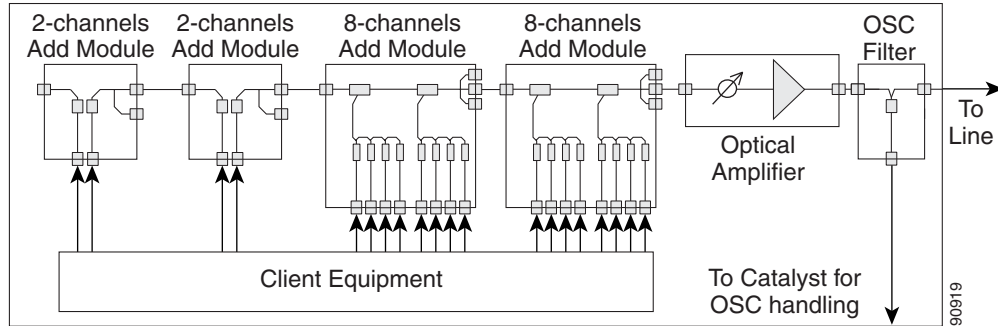 2-channels
Add Module
2-channels
Add Module
8-channels
Add Module
8-channels
Add Module
OSC
Filter
To
Line
Optical
Amplifier
Client Equipment
To Catalyst for
OSC handling
90919